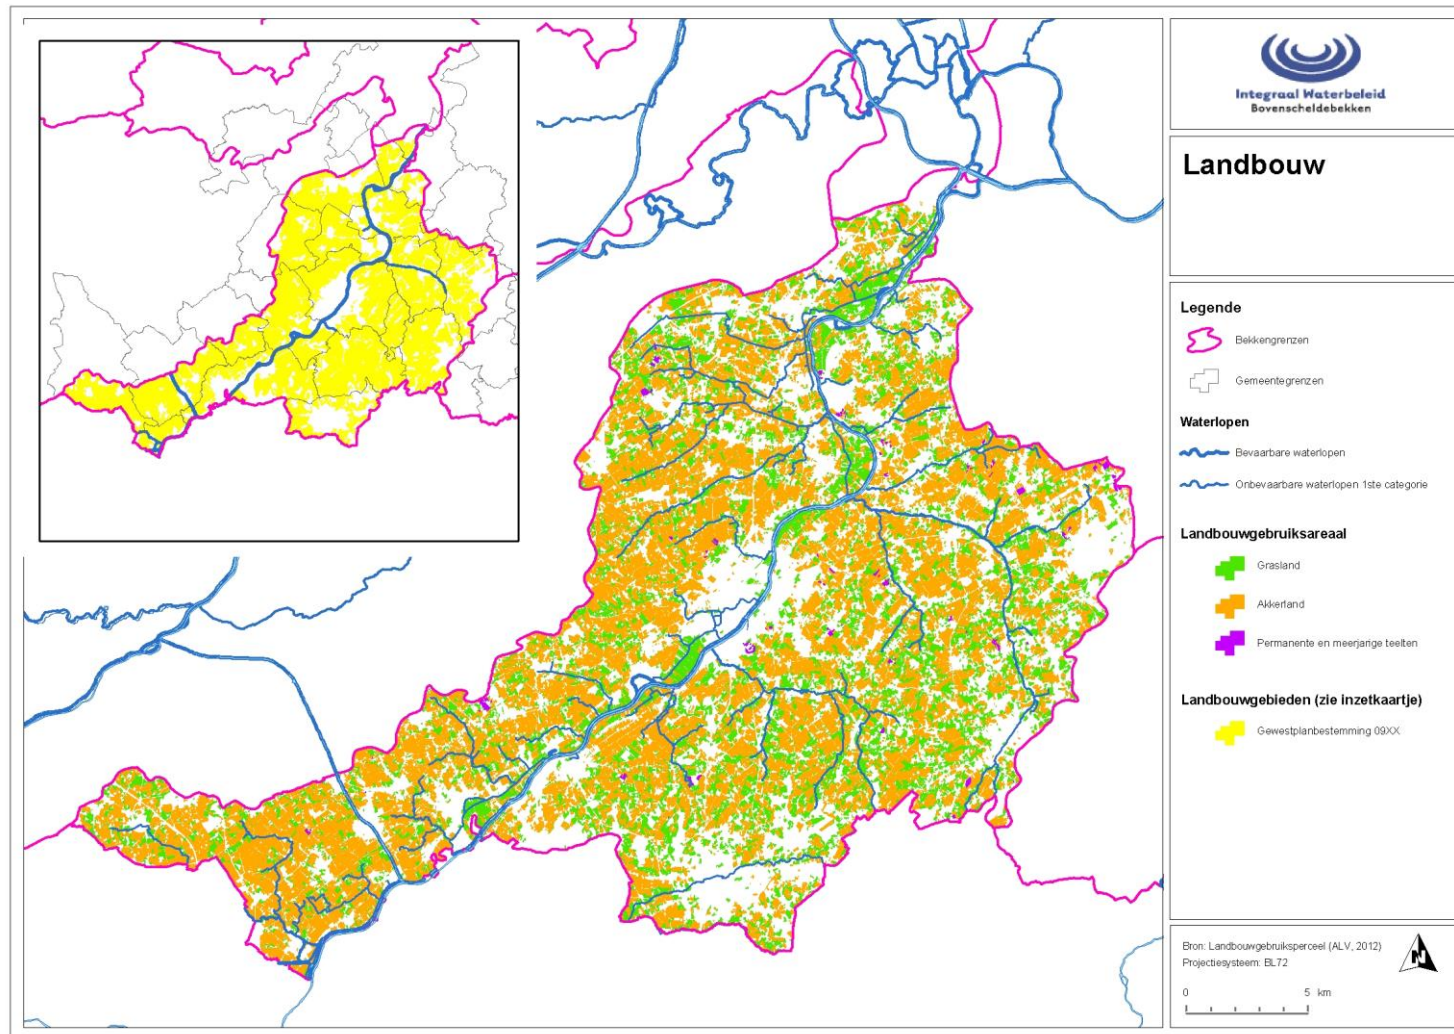 Integraal Waterbeleid
Bovenscheldebekken
Landbouw
Legende
Bekkengrenzen
Gemeentegrenzen
Waterlopen
Bevaarbare waterlopen
Onbevaarbare waterlopen 1ste categorie
Landbouwgebruiksareaal
Grasland
Akkerland
Permanente en meerjarige teelten
Landbouwgebieden (zie inzetkaartje)
Gewestplanbestemming 09XX
Bron: Landbouwgebruiksperceel (ALV, 2012)
Projectiesysteem: BL72
N
0 5 km